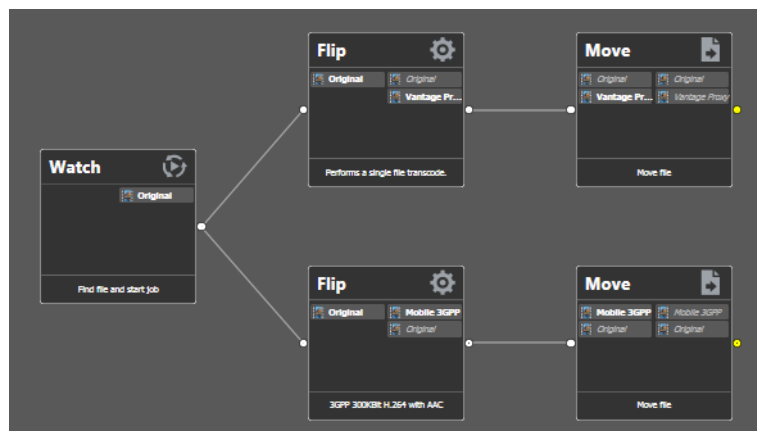 Flip
Original
Original
Vantage Pr...
Performs a single file transcode.
Move
Original
Original
Vantage Pr...
Vantage Proxy
Move file
Watch
Original
Find file and start job
Flip
Original
Mobile 3GPP
Original
3GPP 300KBit H.264 with AAC
Move
Mobile 3GPP
Mobile 3GPP
Original
Original
Move file